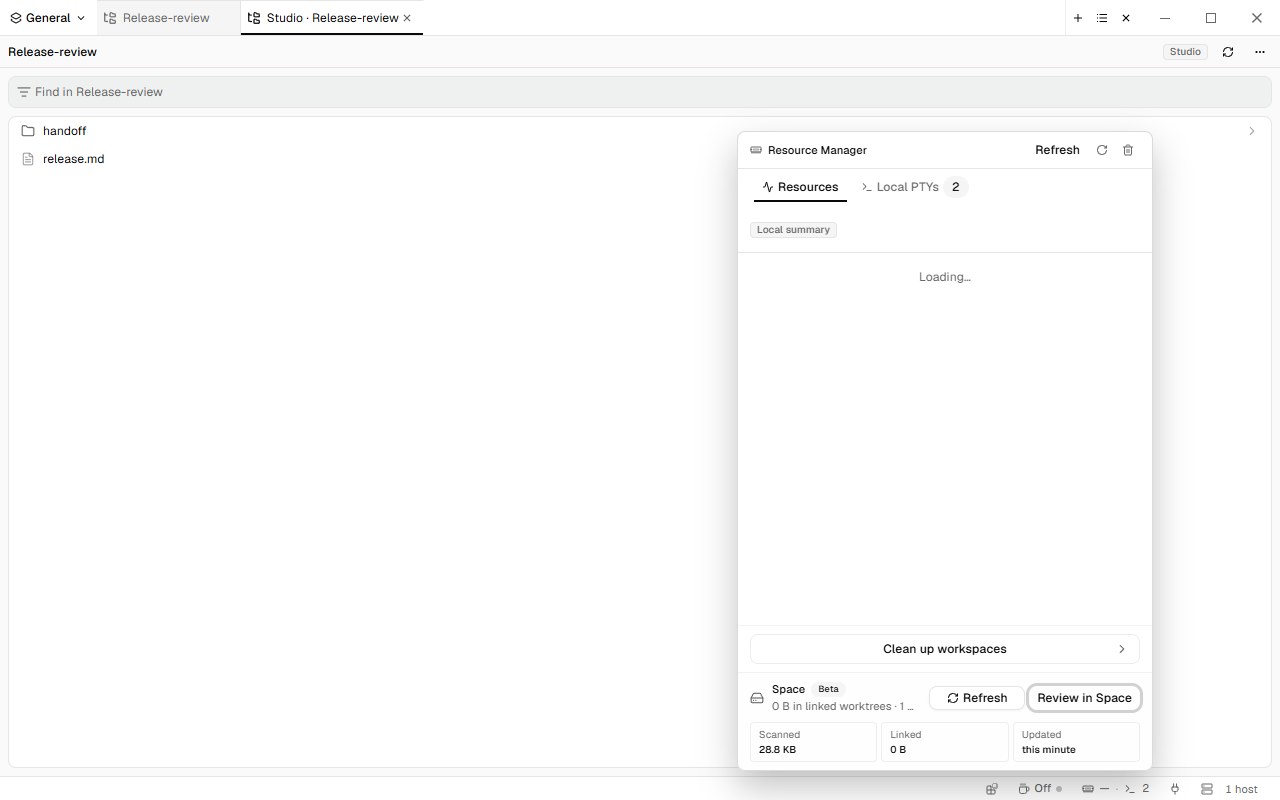 General
Release-review
Studio · Release-review
Release-review
Studio
Find in Release-review
handoff
release.md
Resource Manager
Refresh
Resources
Local PTYs 2
Local summary
Loading…
Clean up workspaces
Space Beta
0 B in linked worktrees · 1 …
Refresh
Review in Space
Scanned
28.8 KB
Linked
0 B
Updated
this minute
Off
— · 2
1 host